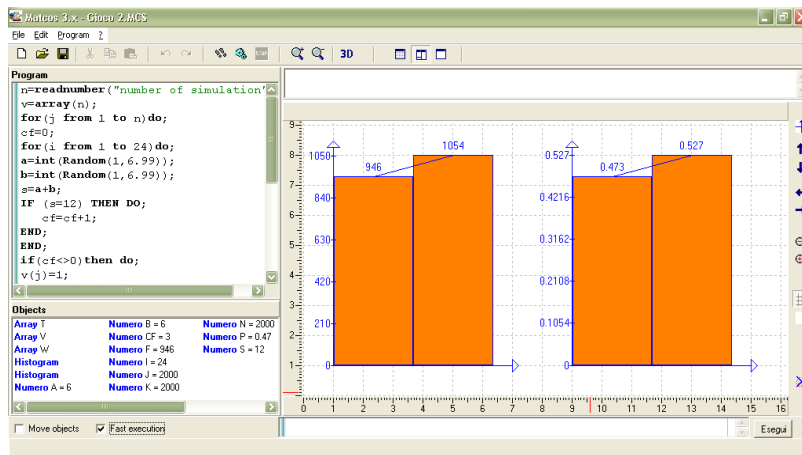 Matcos 3.x - Gioco 2.MCS
File Edit Program ?
3D
Program
n=readnumber("number of simulation"
v=array(n);
for(j from 1 to n)do;
cf=0;
for(i from 1 to 24)do;
a=int(Random(1,6.99));
b=int(Random(1,6.99));
s=a+b;
IF (s=12) THEN DO;
cf=cf+1;
END;
END;
if(cf<>0)then do;
v(j)=1;
Objects
Array T Numero B = 6 Numero N = 2000
Array V Numero CF = 3 Numero P = 0.47
Array W Numero F = 946 Numero S = 12
Histogram Numero I = 24
Histogram Numero J = 2000
Numero A = 6 Numero K = 2000
Move objects Fast execution
9
8
7
6
5
4
3
2
1
1050
840
630
420
210
0
946
1054
0.527
0.4216
0.3162
0.2108
0.1054
0
0.473
0.527
0 1 2 3 4 5 6 7 8 9 10 11 12 13 14 15 16
Esegui